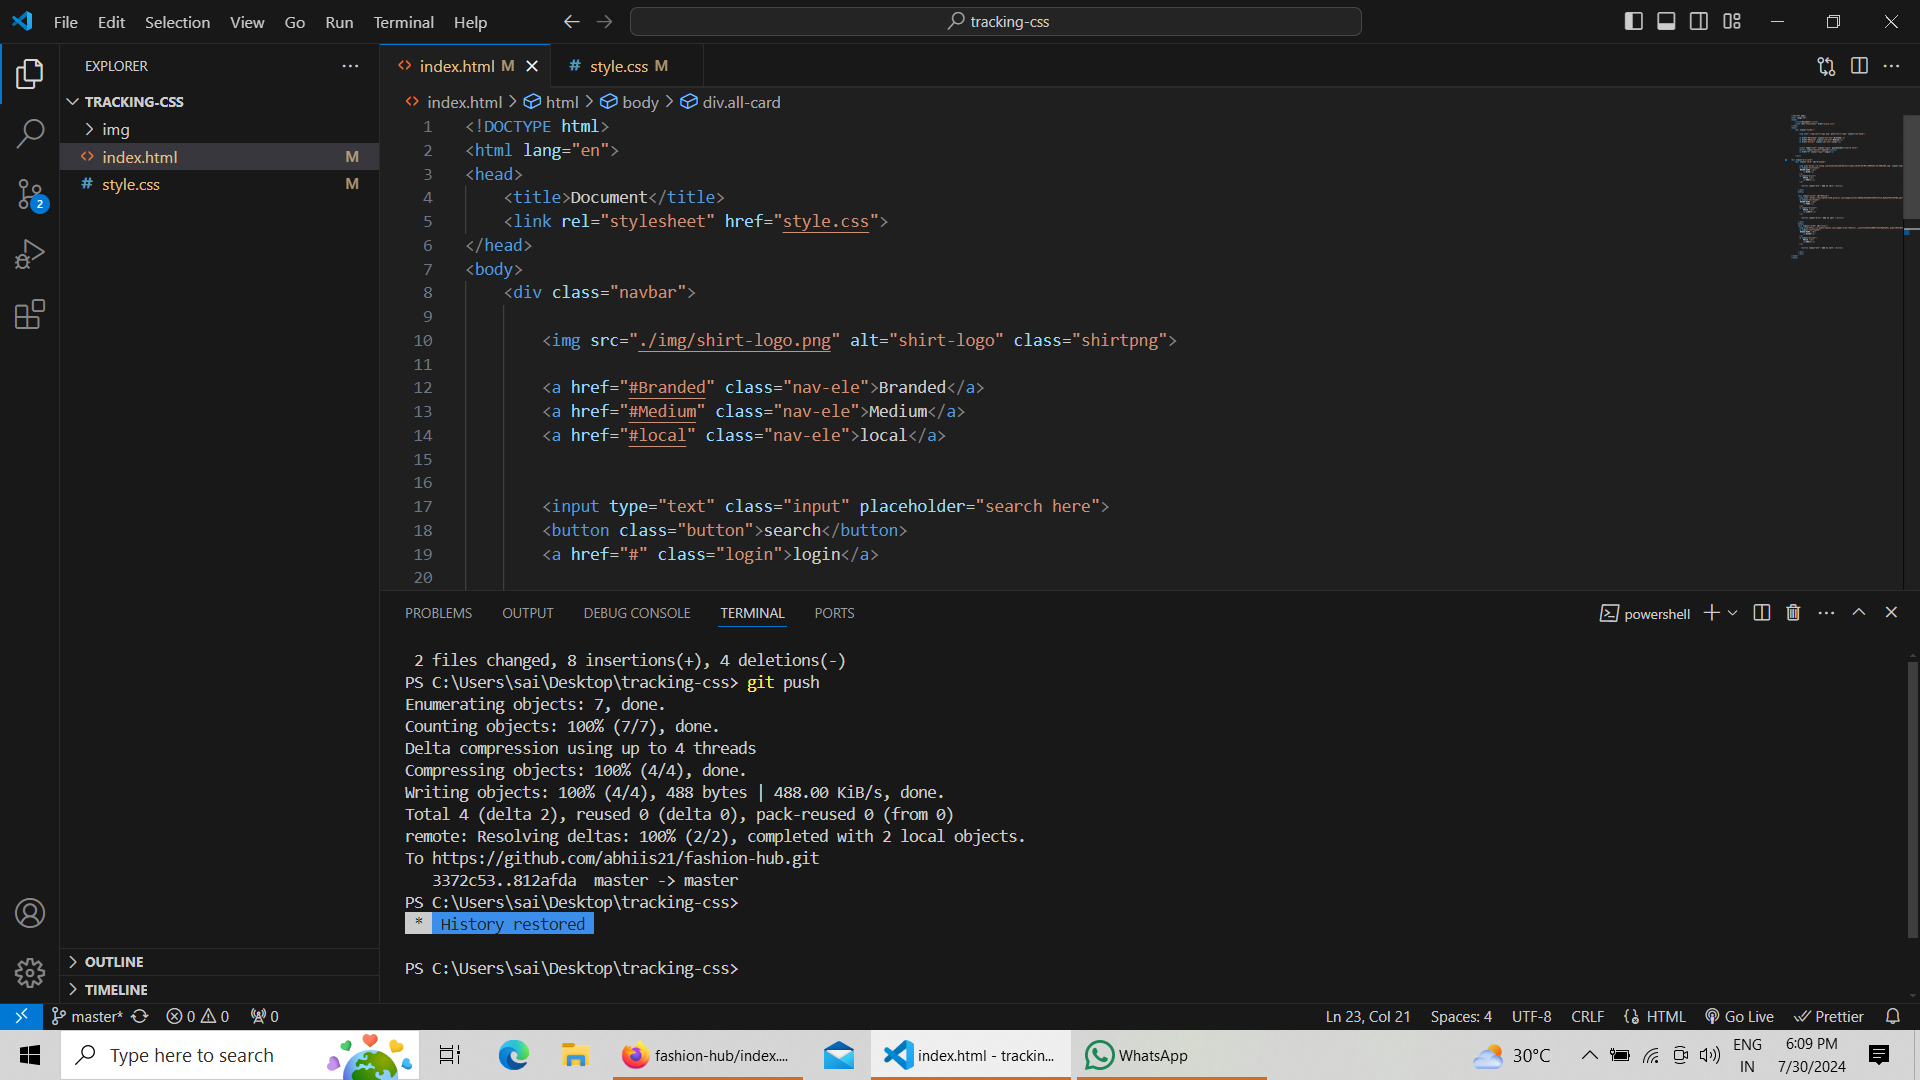 File Edit Selection View Go Run Terminal Help
tracking-css
EXPLORER
TRACKING-CSS
img
index.html M
style.css M
2
index.html M
style.css M
index.html > html > body > div.all-card
1 <!DOCTYPE html>
2 <html lang="en">
3 <head>
4 <title>Document</title>
5 <link rel="stylesheet" href="style.css">
6 </head>
7 <body>
8 <div class="navbar">
9
10 <img src="./img/shirt-logo.png" alt="shirt-logo" class="shirtpng">
11
12 <a href="#Branded" class="nav-ele">Branded</a>
13 <a href="#Medium" class="nav-ele">Medium</a>
14 <a href="#local" class="nav-ele">local</a>
15
16
17 <input type="text" class="input" placeholder="search here">
18 <button class="button">search</button>
19 <a href="#" class="login">login</a>
20
PROBLEMS OUTPUT DEBUG CONSOLE TERMINAL PORTS
powershell
2 files changed, 8 insertions(+), 4 deletions(-)
PS C:\Users\sai\Desktop\tracking-css> git push
Enumerating objects: 7, done.
Counting objects: 100% (7/7), done.
Delta compression using up to 4 threads
Compressing objects: 100% (4/4), done.
Writing objects: 100% (4/4), 488 bytes | 488.00 KiB/s, done.
Total 4 (delta 2), reused 0 (delta 0), pack-reused 0 (from 0)
remote: Resolving deltas: 100% (2/2), completed with 2 local objects.
To https://github.com/abhiis21/fashion-hub.git
3372c53..812afda master -> master
PS C:\Users\sai\Desktop\tracking-css>
* History restored
PS C:\Users\sai\Desktop\tracking-css>
OUTLINE
TIMELINE
master* 0 0 0
Ln 23, Col 21 Spaces: 4 UTF-8 CRLF HTML Go Live Prettier
Type here to search
fashion-hub/index....
index.html - trackin...
WhatsApp
30°C
ENG
IN
6:09 PM
7/30/2024